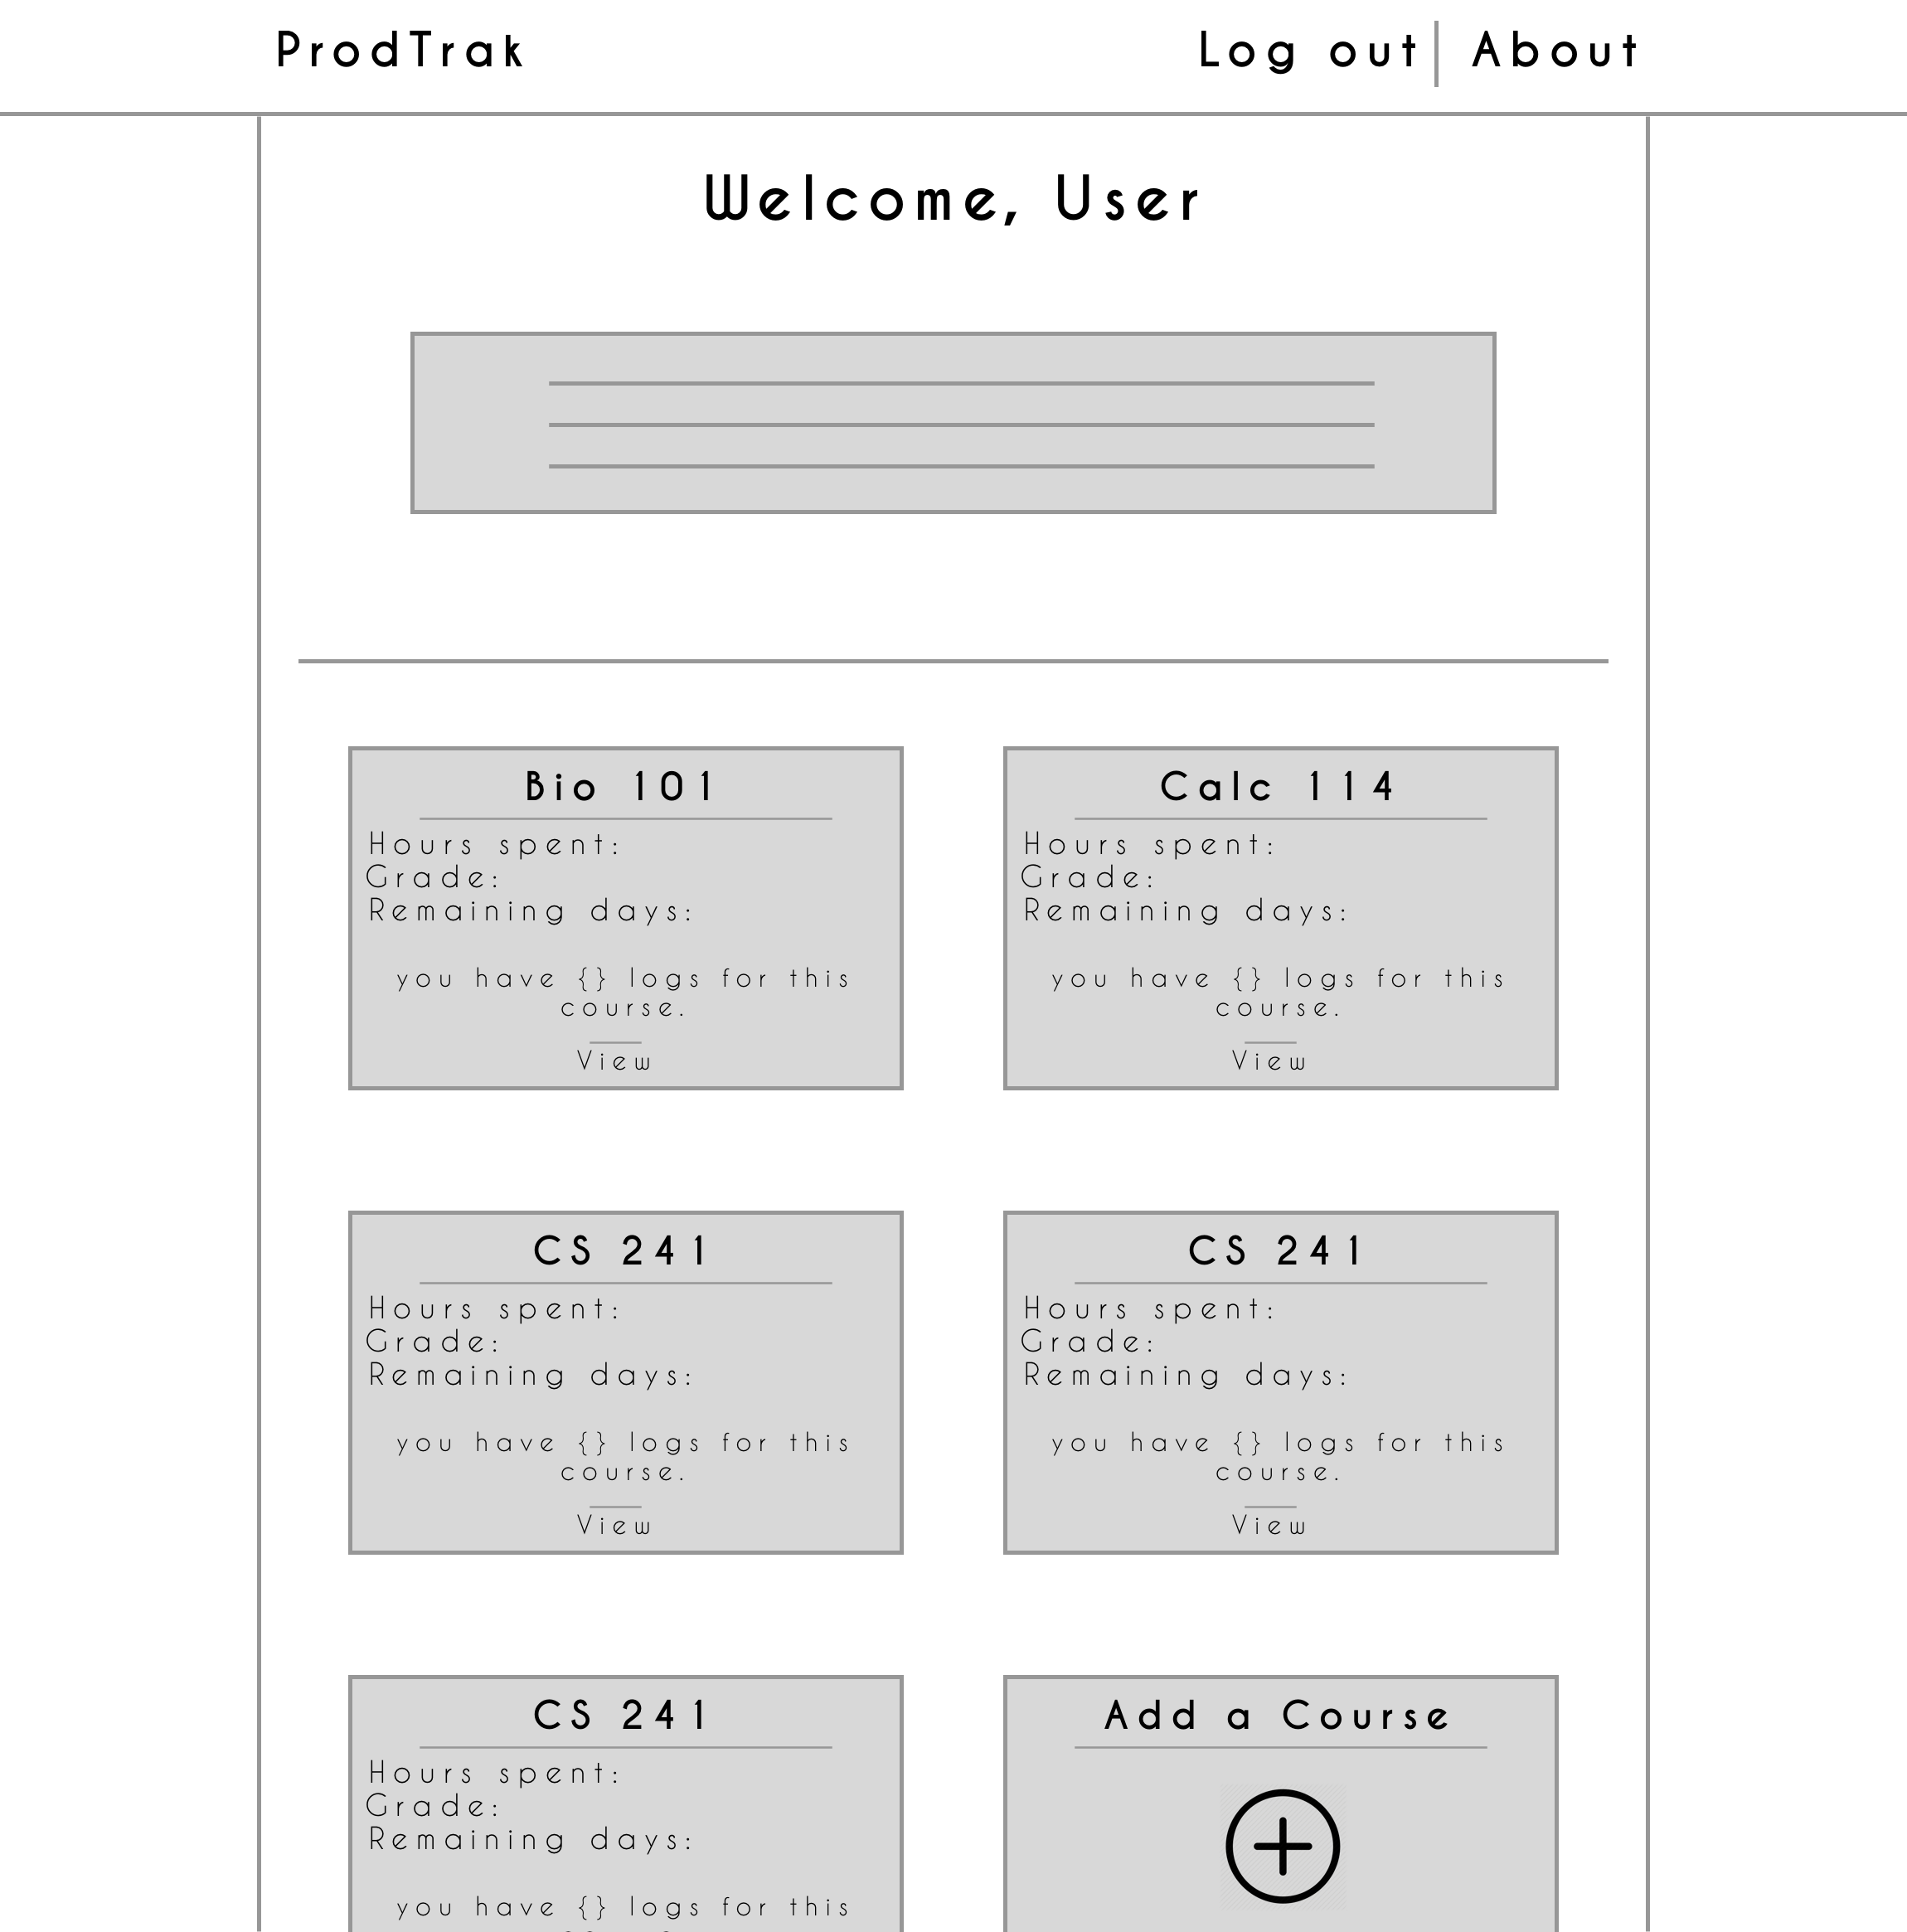 ProdTrak
Log out
About
Welcome, User
Bio 101
Hours spent:
Grade:
Remaining days:
you have {} logs for this
course.
View
Calc 114
Hours spent:
Grade:
Remaining days:
you have {} logs for this
course.
View
CS 241
Hours spent:
Grade:
Remaining days:
you have {} logs for this
course.
View
CS 241
Hours spent:
Grade:
Remaining days:
you have {} logs for this
course.
View
CS 241
Hours spent:
Grade:
Remaining days:
you have {} logs for this
Add a Course